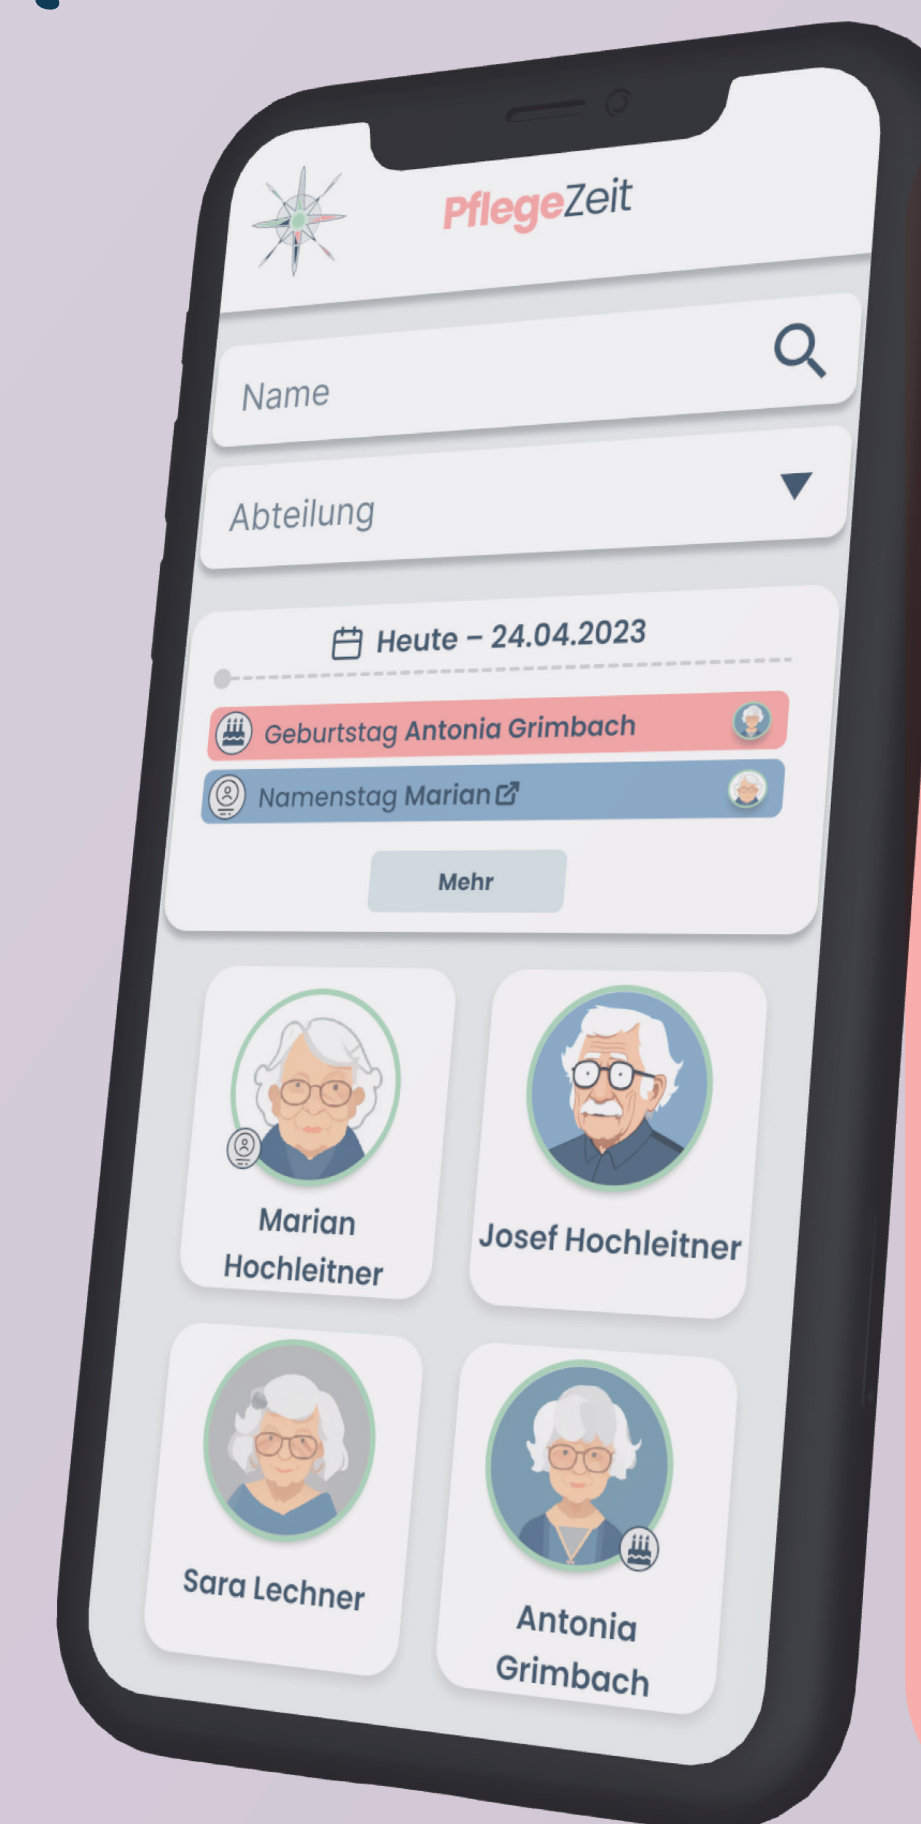 PflegeZeit
Name
Abteilung
Heute – 24.04.2023
Geburtstag Antonia Grimbach
Namenstag Marian
Mehr
Marian
Hochleitner
Josef Hochleitner
Sara Lechner
Antonia
Grimbach